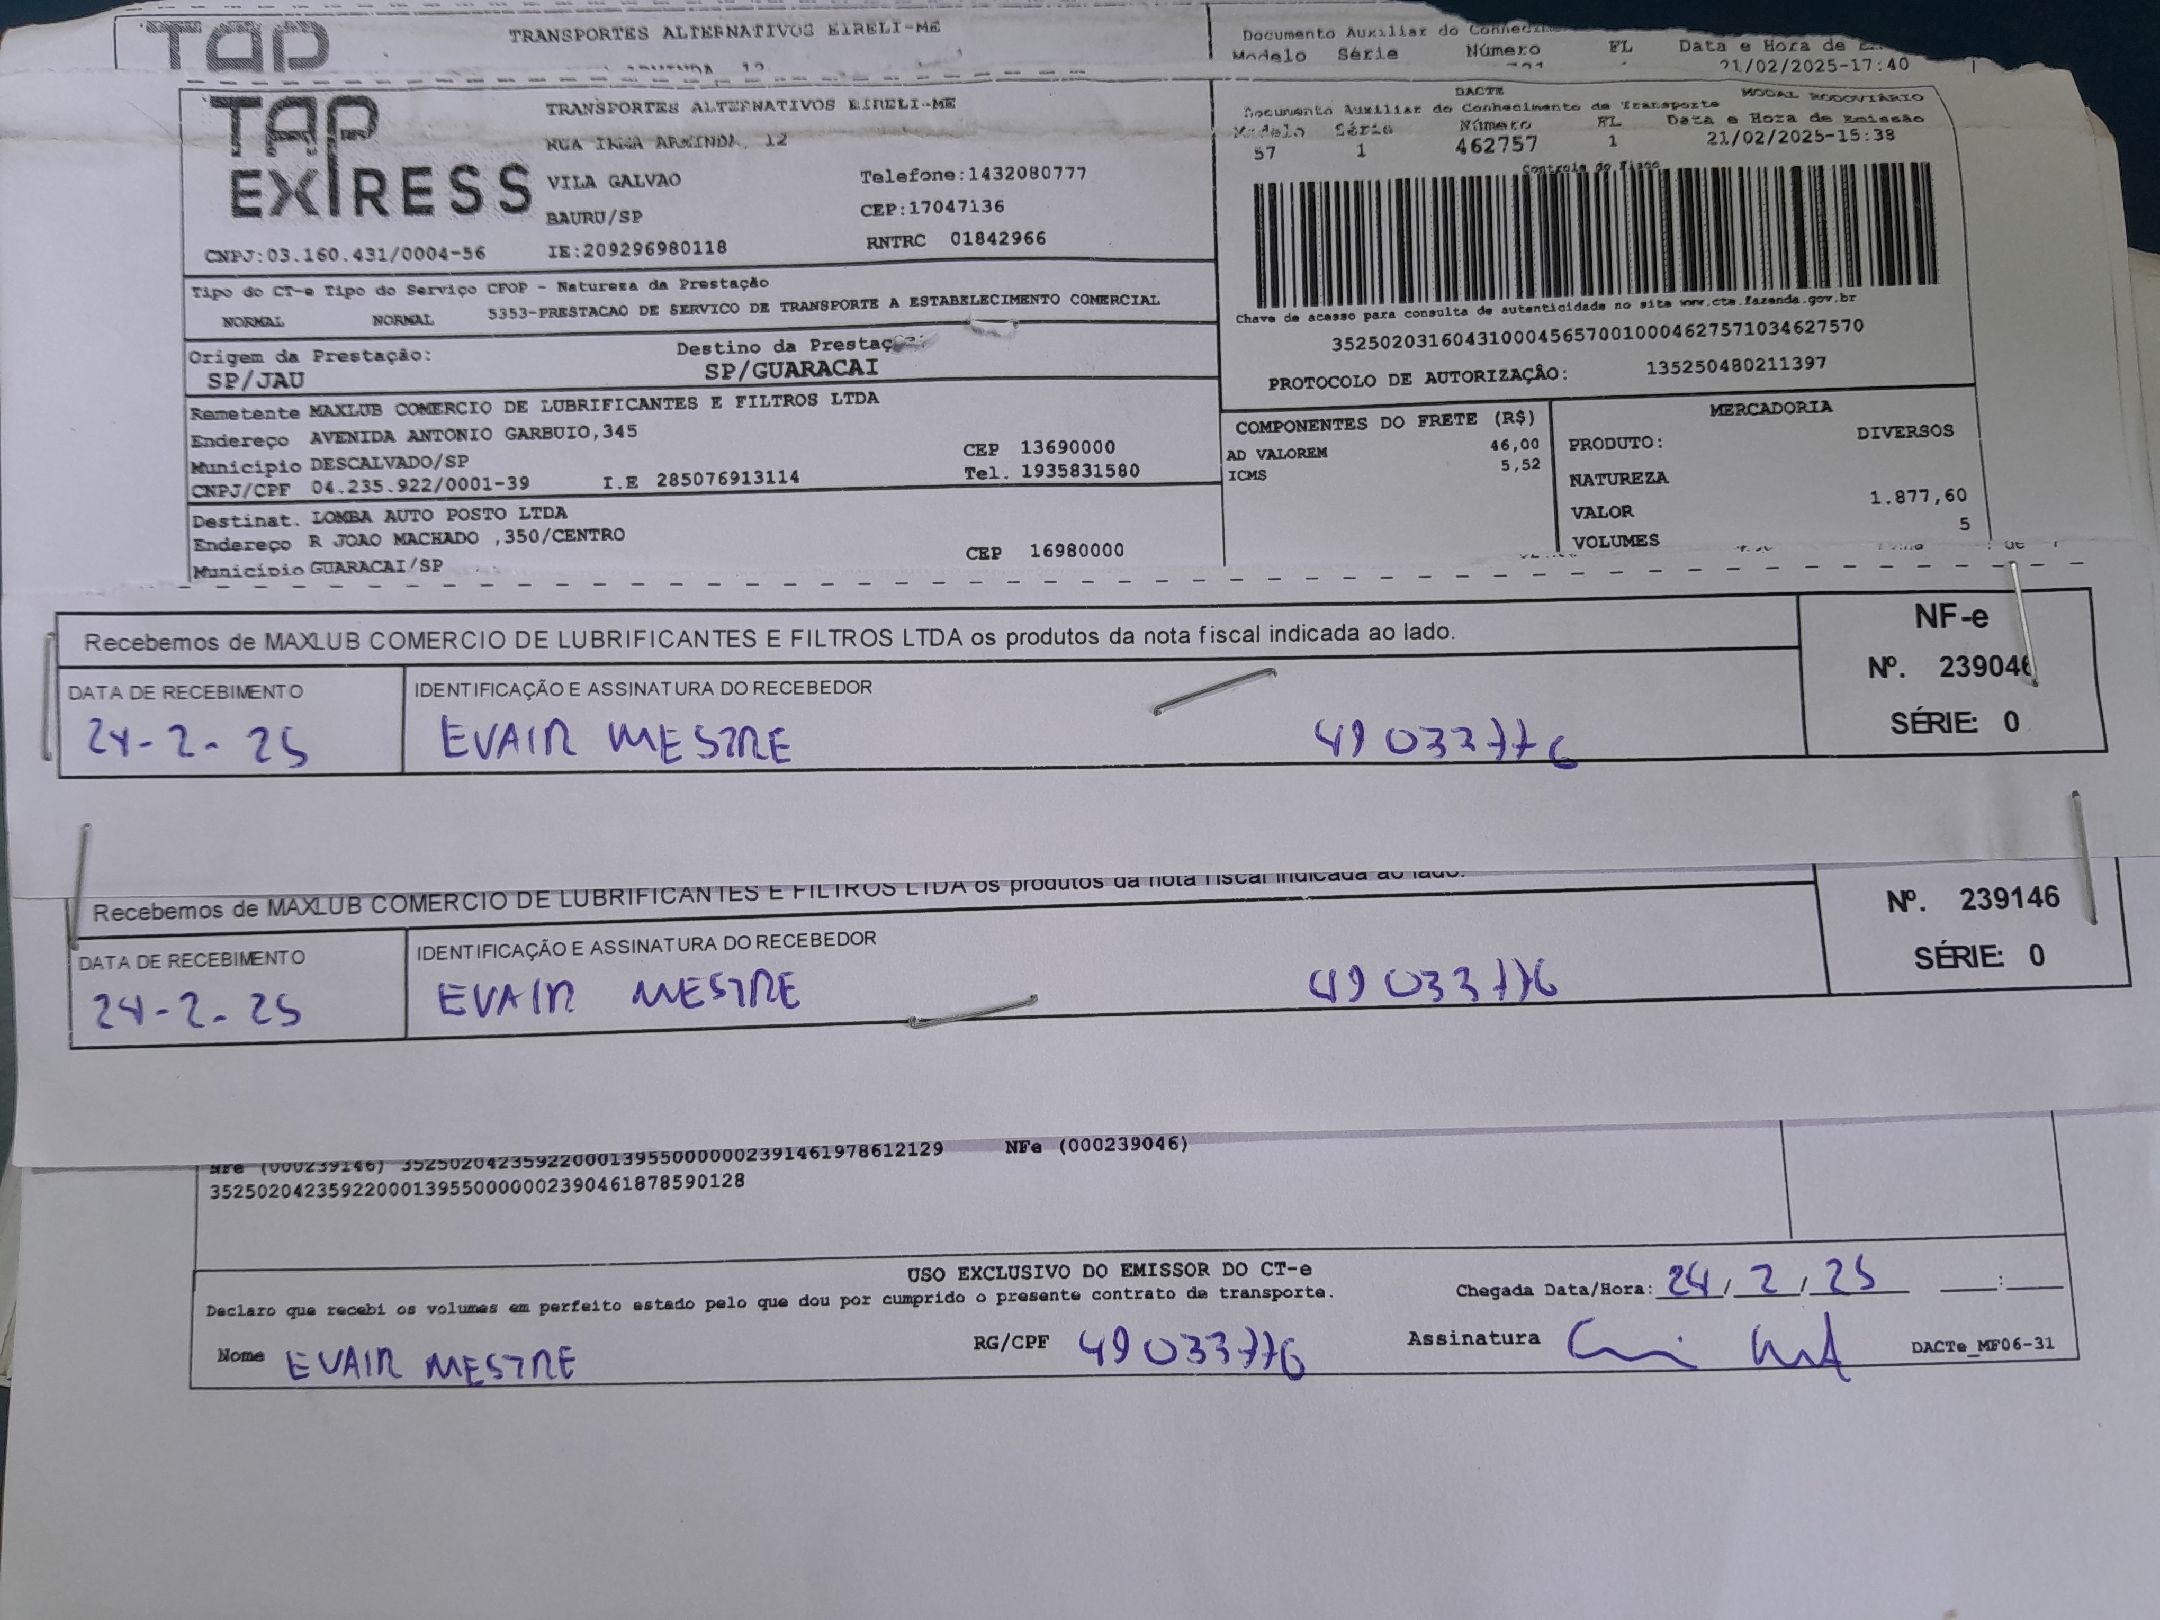 TAP
TRANSPORTES ALTERNATIVOS EIRELI-ME
Documento Auxiliar do
Modelo Série Número FL Data e Hora de
21/02/2025-17:40
TAP EXPRESS
TRANSPORTES ALTERNATIVOS EIRELI-ME
RUA IRMA ARMINDA, 12
VILA GALVAO Telefone:1432080777
BAURU/SP CEP:17047136
CNPJ:03.160.431/0004-56 IE:209296980118 RNTRC 01842966
DACTE MODAL RODOVIÁRIO
Documento Auxiliar do Conhecimento de Transporte
Modelo Série Número FL Data e Hora de Emissão
57 1 462757 1 21/02/2025-15:38
Controle do Fisco
Chave de acesso para consulta de autenticidade no site www.cte.fazenda.gov.br
35250203160431000456570010004627571034627570
PROTOCOLO DE AUTORIZAÇÃO: 135250480211397
Tipo do CT-e Tipo do Serviço CFOP - Natureza da Prestação
NORMAL NORMAL 5353-PRESTACAO DE SERVICO DE TRANSPORTE A ESTABELECIMENTO COMERCIAL
Origem da Prestação: Destino da
SP/JAU SP/GUARACAI
Remetente MAXLUB COMERCIO DE LUBRIFICANTES E FILTROS LTDA
Endereço AVENIDA ANTONIO GARBUIO,345
Município DESCALVADO/SP CEP 13690000
CNPJ/CPF 04.235.922/0001-39 I.E 285076913114 Tel. 1935831580
Destinat. LOMBA AUTO POSTO LTDA
Endereço R JOAO MACHADO ,350/CENTRO
Município GUARACAI/SP CEP 16980000
COMPONENTES DO FRETE (R$)
AD VALOREM 46,00
ICMS 5,52
MERCADORIA
PRODUTO: DIVERSOS
NATUREZA
VALOR 1.877,60
VOLUMES 5
Recebemos de MAXLUB COMERCIO DE LUBRIFICANTES E FILTROS LTDA os produtos da nota fiscal indicada ao lado.
NF-e
Nº. 239046
SÉRIE: 0
DATA DE RECEBIMENTO IDENTIFICAÇÃO E ASSINATURA DO RECEBEDOR
24-2-25 EVAIR MESTRE 49033776
Recebemos de MAXLUB COMERCIO DE LUBRIFICANTES E FILTROS LTDA os produtos da nota fiscal indicada ao lado.
Nº. 239146
SÉRIE: 0
DATA DE RECEBIMENTO IDENTIFICAÇÃO E ASSINATURA DO RECEBEDOR
24-2-25 EVAIR MESTRE 49033776
NFe (000239146) 35250204235922000139550000002391461978612129 NFe (000239046)
35250204235922000139550000002390461878590128
USO EXCLUSIVO DO EMISSOR DO CT-e
Declaro que recebi os volumes em perfeito estado pelo que dou por cumprido o presente contrato de transporte.
Chegada Data/Hora: 24/2/25 :
Nome EVAIR MESTRE RG/CPF 49033776 Assinatura
DACTe_MF06-31